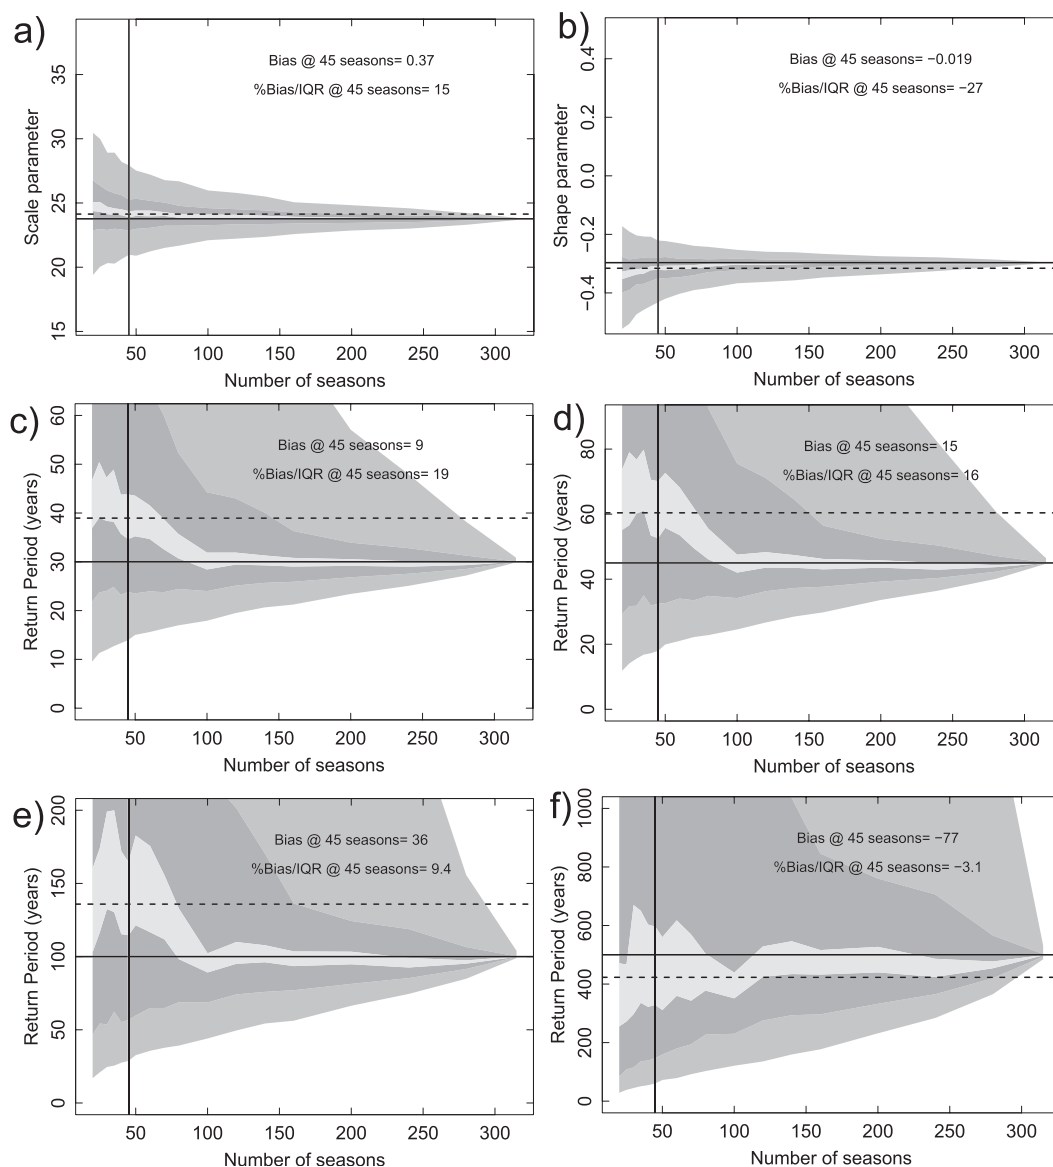 a)
Bias @ 45 seasons= 0.37
%Bias/IQR @ 45 seasons= 15
Scale parameter
15 20 25 30 35
50 100 150 200 250 300
Number of seasons
b)
Bias @ 45 seasons= −0.019
%Bias/IQR @ 45 seasons= −27
Shape parameter
−0.4 −0.2 0.0 0.2 0.4
50 100 150 200 250 300
Number of seasons
c)
Bias @ 45 seasons= 9
%Bias/IQR @ 45 seasons= 19
Return Period (years)
0 10 20 30 40 50 60
50 100 150 200 250 300
Number of seasons
d)
Bias @ 45 seasons= 15
%Bias/IQR @ 45 seasons= 16
Return Period (years)
0 20 40 60 80
50 100 150 200 250 300
Number of seasons
e)
Bias @ 45 seasons= 36
%Bias/IQR @ 45 seasons= 9.4
Return Period (years)
0 50 100 150 200
50 100 150 200 250 300
Number of seasons
f)
Bias @ 45 seasons= −77
%Bias/IQR @ 45 seasons= −3.1
Return Period (years)
0 200 400 600 800 1000
50 100 150 200 250 300
Number of seasons